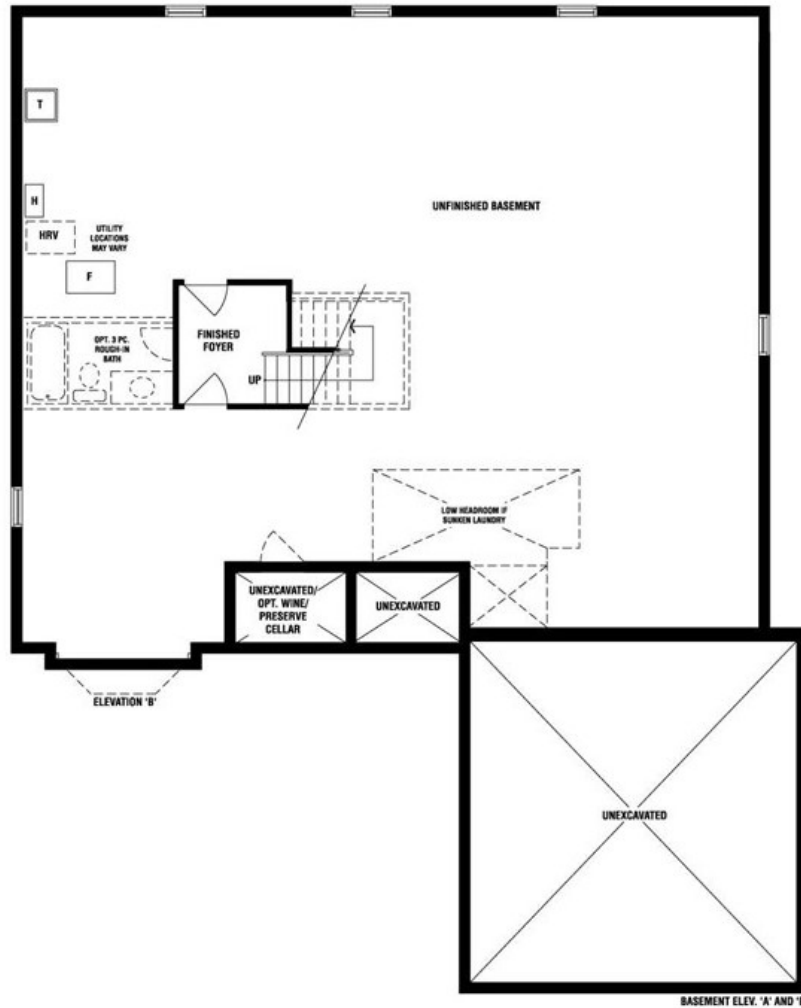 T
UNFINISHED BASEMENT
H
HRV
UTILITY
LOCATIONS
MAY VARY
F
FINISHED
FOYER
OPT. 3 PC.
ROUGH-IN
BATH
UP
LOW HEADROOM IF
SUNKEN LAUNDRY
UNEXCAVATED/
OPT. WINE/
PRESERVE
CELLAR
UNEXCAVATED
ELEVATION 'B'
UNEXCAVATED
BASEMENT ELEV. 'A' AND